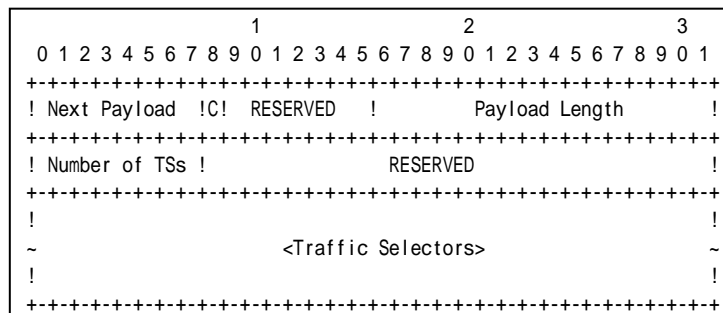 1                   2                   3
 0 1 2 3 4 5 6 7 8 9 0 1 2 3 4 5 6 7 8 9 0 1 2 3 4 5 6 7 8 9 0 1
+-+-+-+-+-+-+-+-+-+-+-+-+-+-+-+-+-+-+-+-+-+-+-+-+-+-+-+-+-+-+-+-+
! Next Payload  !C!  RESERVED   !         Payload Length        !
+-+-+-+-+-+-+-+-+-+-+-+-+-+-+-+-+-+-+-+-+-+-+-+-+-+-+-+-+-+-+-+-+
! Number of TSs !                 RESERVED                      !
+-+-+-+-+-+-+-+-+-+-+-+-+-+-+-+-+-+-+-+-+-+-+-+-+-+-+-+-+-+-+-+-+
!                                                               !
~                       <Traffic Selectors>                     ~
!                                                               !
+-+-+-+-+-+-+-+-+-+-+-+-+-+-+-+-+-+-+-+-+-+-+-+-+-+-+-+-+-+-+-+-+